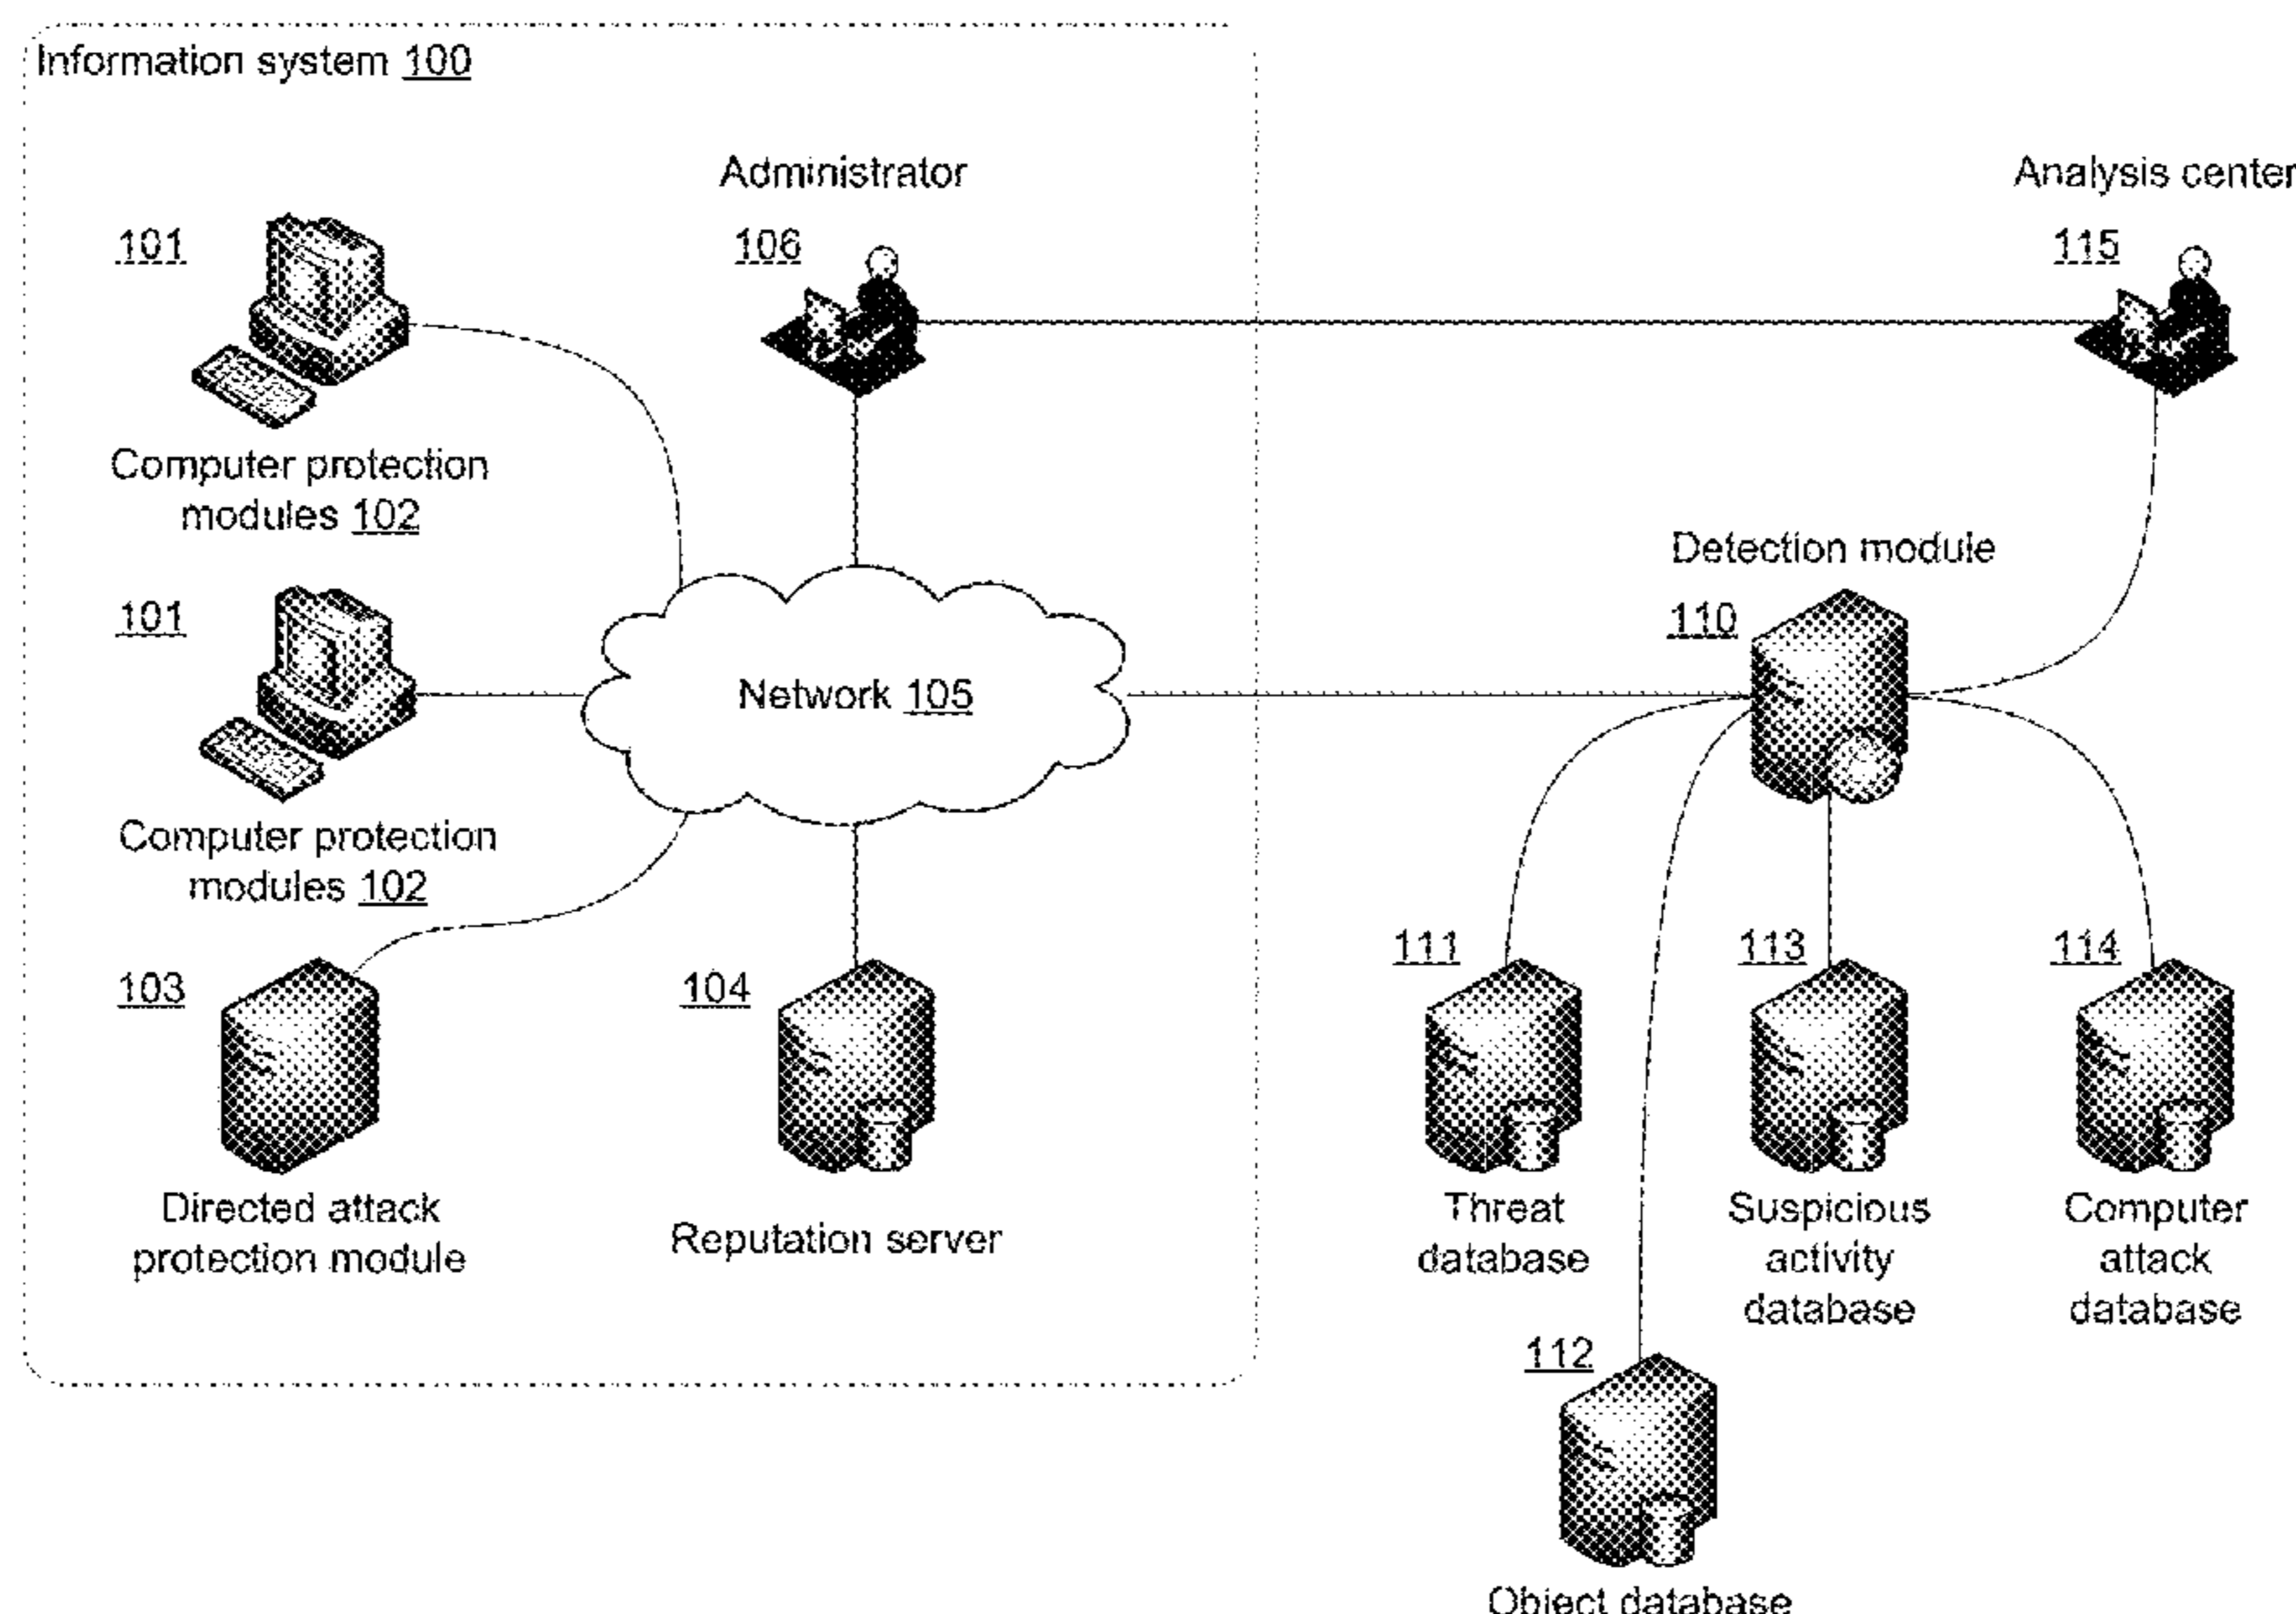 Information system 100
Administrator
Analysis center
101
106
115
Computer protection
modules 102
Detection module
101
110
Network 105
Computer protection
modules 102
103
104
111
113
114
Directed attack
protection module
Reputation server
Threat
database
Suspicious
activity
database
Computer
attack
database
112
Object database